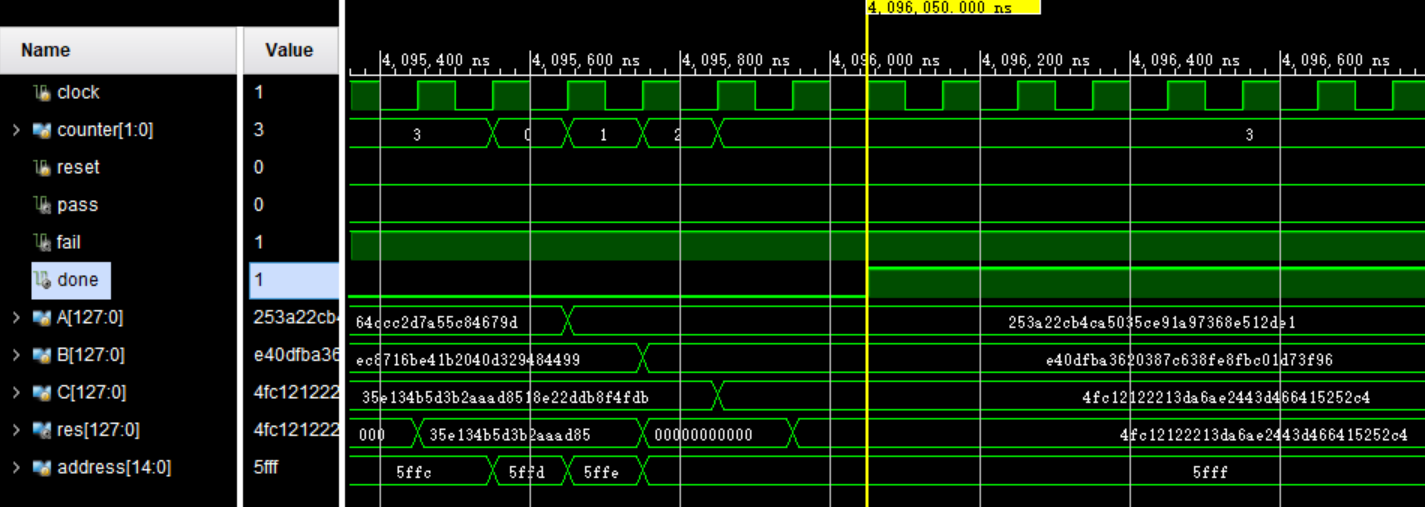 4,096,050.000 ns
Name Value
4,095,400 ns 4,095,600 ns 4,095,800 ns 4,096,000 ns 4,096,200 ns 4,096,400 ns 4,096,600 ns
clock 1
counter[1:0] 3 3 0 1 2 3
reset 0
pass 0
fail 1
done 1
A[127:0] 253a22cb4 64ccc2d7a55c84679d 253a22cb4ca5035ce91a97368e512de1
B[127:0] e40dfba36 ec8716be41b2040d329484499 e40dfba3620387c638fe8fbc01d73f96
C[127:0] 4fc121222 35e134b5d3b2aaad8518e22ddb8f4fdb 4fc12122213da6ae2443d466415252c4
res[127:0] 4fc121222 000 35e134b5d3b2aaad85 00000000000 4fc12122213da6ae2443d466415252c4
address[14:0] 5fff 5ffc 5ffd 5ffe 5fff